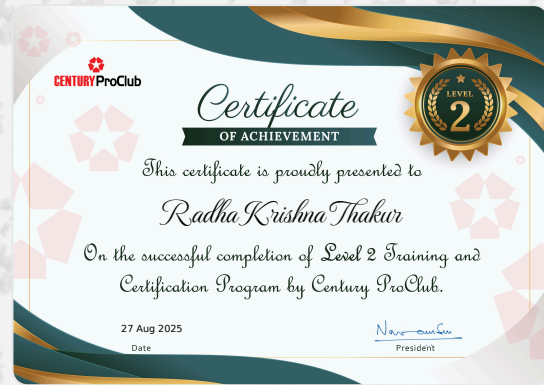 CENTURY ProClub
Certificate
OF ACHIEVEMENT
LEVEL
2
This certificate is proudly presented to
Radha Krishna Thakur
On the successful completion of Level 2 Training and
Certification Program by Century ProClub.
27 Aug 2025
Date
President